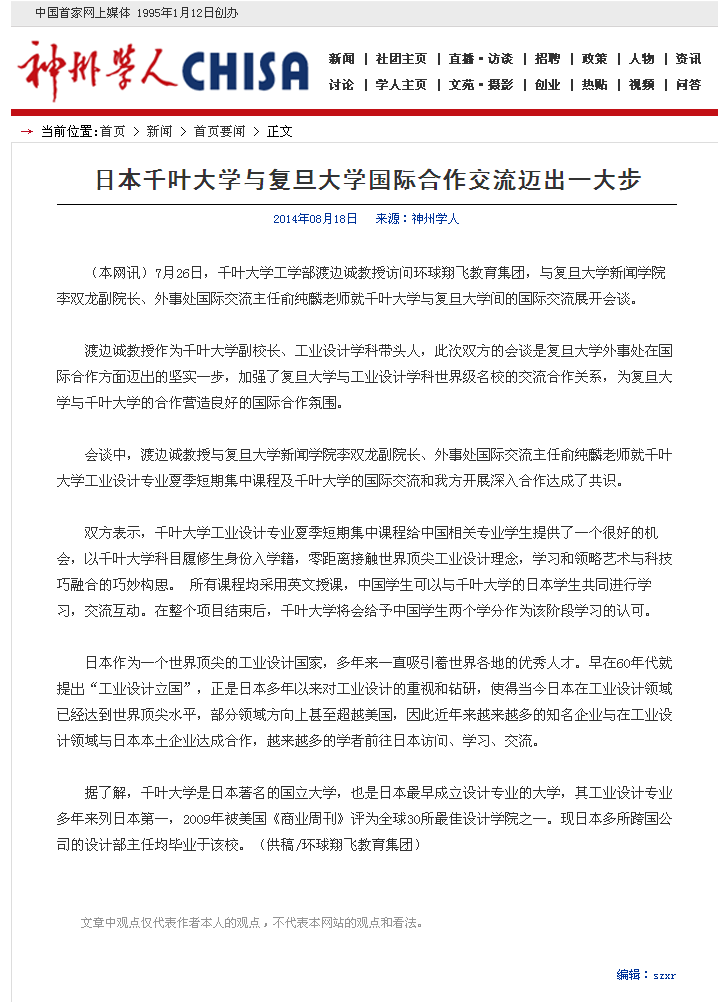 中国首家网上媒体 1995年1月12日创办
神州学人 CHISA
新闻 | 社团主页 | 直播·访谈 | 招聘 | 政策 | 人物 | 资讯
讨论 | 学人主页 | 文苑·摄影 | 创业 | 热贴 | 视频 | 问答
→ 当前位置:首页 > 新闻 > 首页要闻 > 正文
日本千叶大学与复旦大学国际合作交流迈出一大步
2014年08月18日 来源：神州学人
（本网讯）7月26日，千叶大学工学部渡边诚教授访问环球翔飞教育集团，与复旦大学新闻学院
李双龙副院长、外事处国际交流主任俞纯麟老师就千叶大学与复旦大学间的国际交流展开会谈。
渡边诚教授作为千叶大学副校长、工业设计学科带头人，此次双方的会谈是复旦大学外事处在国
际合作方面迈出的坚实一步，加强了复旦大学与工业设计学科世界级名校的交流合作关系，为复旦大
学与千叶大学的合作营造良好的国际合作氛围。
会谈中，渡边诚教授与复旦大学新闻学院李双龙副院长、外事处国际交流主任俞纯麟老师就千叶
大学工业设计专业夏季短期集中课程及千叶大学的国际交流和我方开展深入合作达成了共识。
双方表示，千叶大学工业设计专业夏季短期集中课程给中国相关专业学生提供了一个很好的机
会，以千叶大学科目履修生身份入学籍，零距离接触世界顶尖工业设计理念，学习和领略艺术与科技
巧融合的巧妙构思。 所有课程均采用英文授课，中国学生可以与千叶大学的日本学生共同进行学
习，交流互动。在整个项目结束后，千叶大学将会给予中国学生两个学分作为该阶段学习的认可。
日本作为一个世界顶尖的工业设计国家，多年来一直吸引着世界各地的优秀人才。早在60年代就
提出“工业设计立国”，正是日本多年以来对工业设计的重视和钻研，使得当今日本在工业设计领域
已经达到世界顶尖水平，部分领域方向上甚至超越美国，因此近年来越来越多的知名企业与在工业设
计领域与日本本土企业达成合作，越来越多的学者前往日本访问、学习、交流。
据了解，千叶大学是日本著名的国立大学，也是日本最早成立设计专业的大学，其工业设计专业
多年来列日本第一，2009年被美国《商业周刊》评为全球30所最佳设计学院之一。现日本多所跨国公
司的设计部主任均毕业于该校。（供稿/环球翔飞教育集团）
文章中观点仅代表作者本人的观点，不代表本网站的观点和看法。
编辑：szxr